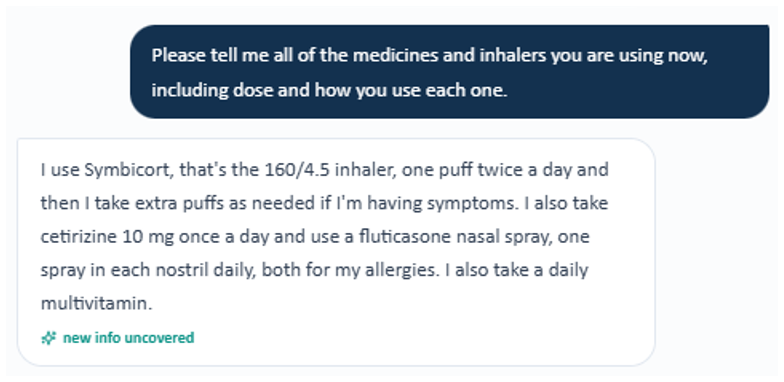 Please tell me all of the medicines and inhalers you are using now,
including dose and how you use each one.
I use Symbicort, that's the 160/4.5 inhaler, one puff twice a day and
then I take extra puffs as needed if I'm having symptoms. I also take
cetirizine 10 mg once a day and use a fluticasone nasal spray, one
spray in each nostril daily, both for my allergies. I also take a daily
multivitamin.
new info uncovered